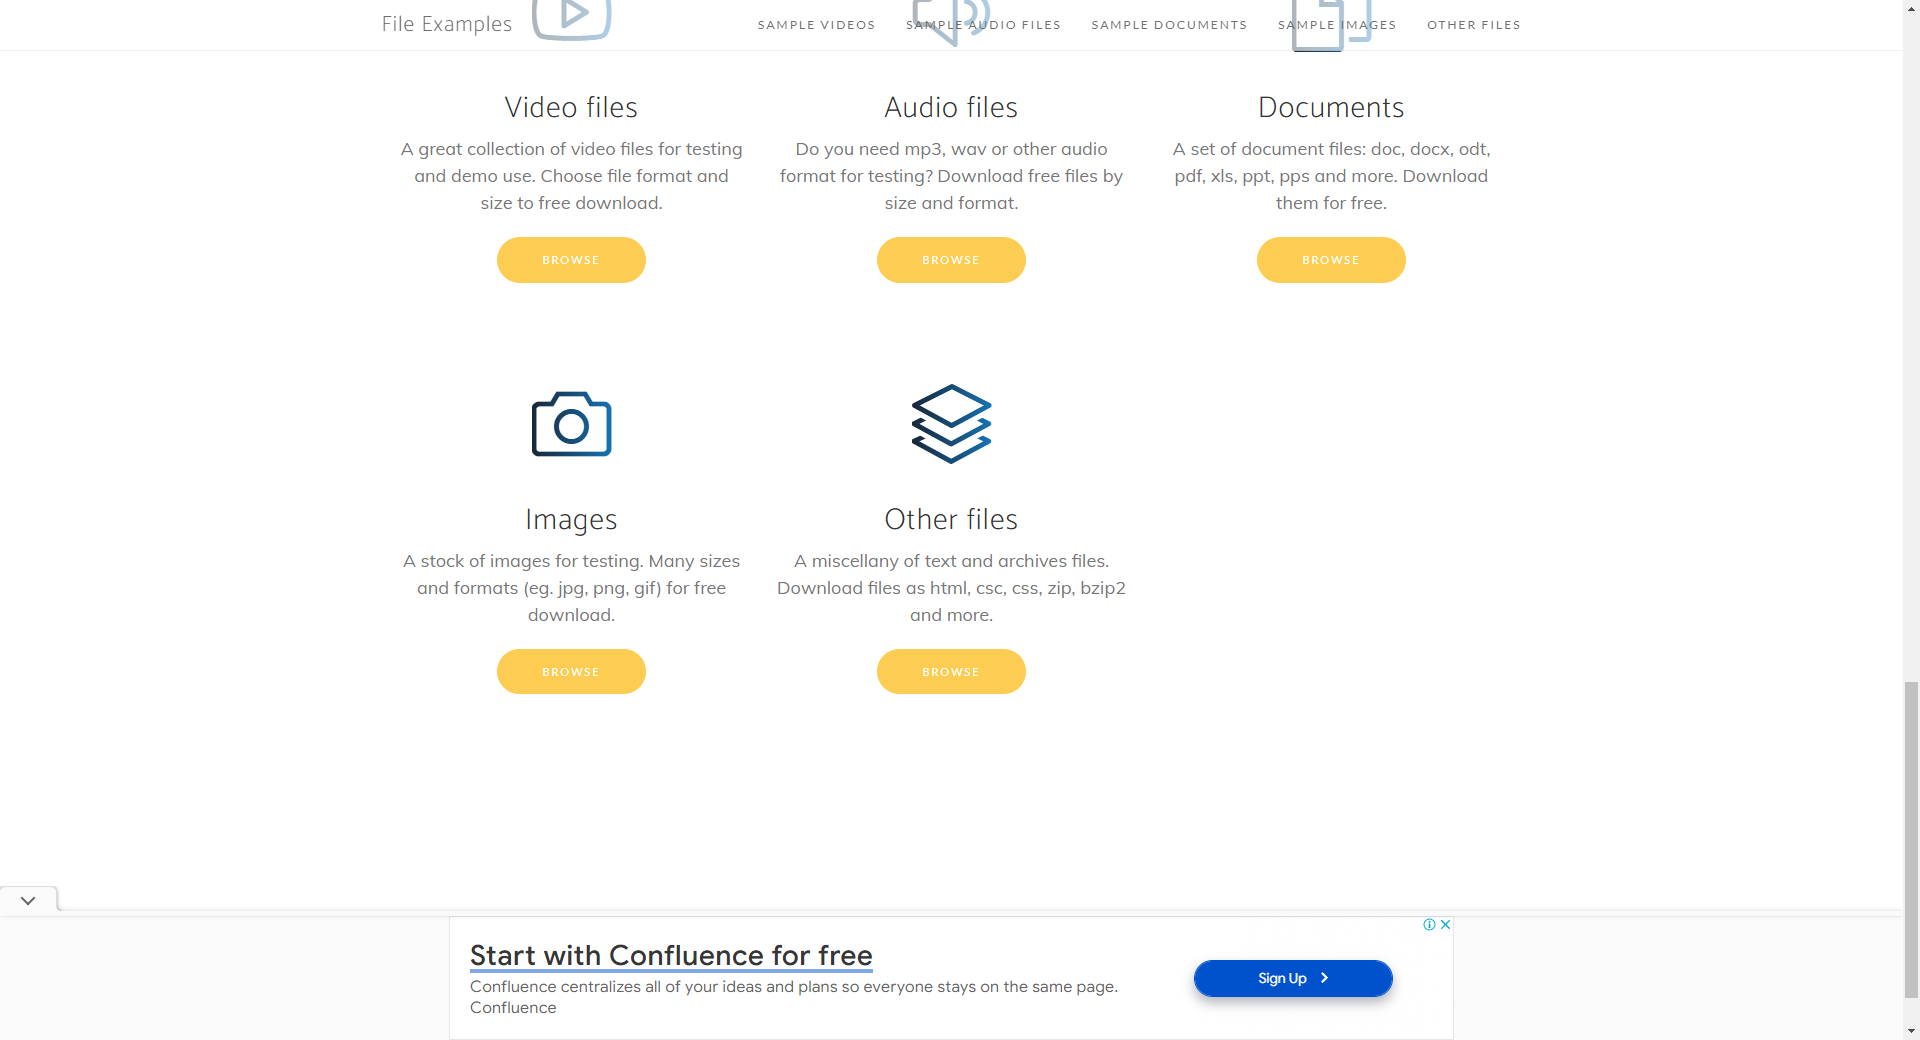 File Examples
SAMPLE VIDEOS
SAMPLE AUDIO FILES
SAMPLE DOCUMENTS
SAMPLE IMAGES
OTHER FILES
Video files
A great collection of video files for testing
and demo use. Choose file format and
size to free download.
BROWSE
Audio files
Do you need mp3, wav or other audio
format for testing? Download free files by
size and format.
BROWSE
Documents
A set of document files: doc, docx, odt,
pdf, xls, ppt, pps and more. Download
them for free.
BROWSE
Images
A stock of images for testing. Many sizes
and formats (eg. jpg, png, gif) for free
download.
BROWSE
Other files
A miscellany of text and archives files.
Download files as html, csc, css, zip, bzip2
and more.
BROWSE
Start with Confluence for free
Confluence centralizes all of your ideas and plans so everyone stays on the same page.
Confluence
Sign Up